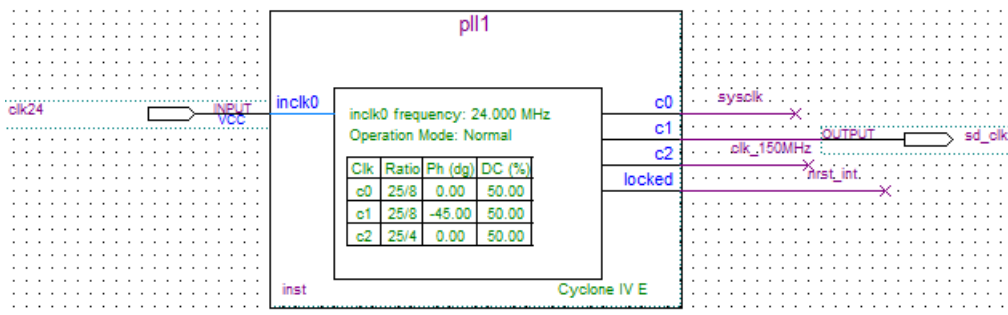 pll1
clk24
INPUT
VCC
inclk0
inclk0 frequency: 24.000 MHz
Operation Mode: Normal
Clk Ratio Ph (dg) DC (%)
c0 25/8 0.00 50.00
c1 25/8 -45.00 50.00
c2 25/4 0.00 50.00
c0
sysclk
c1
OUTPUT
sd_clk
c2
clk_150MHz
locked
nrst_int
inst
Cyclone IV E